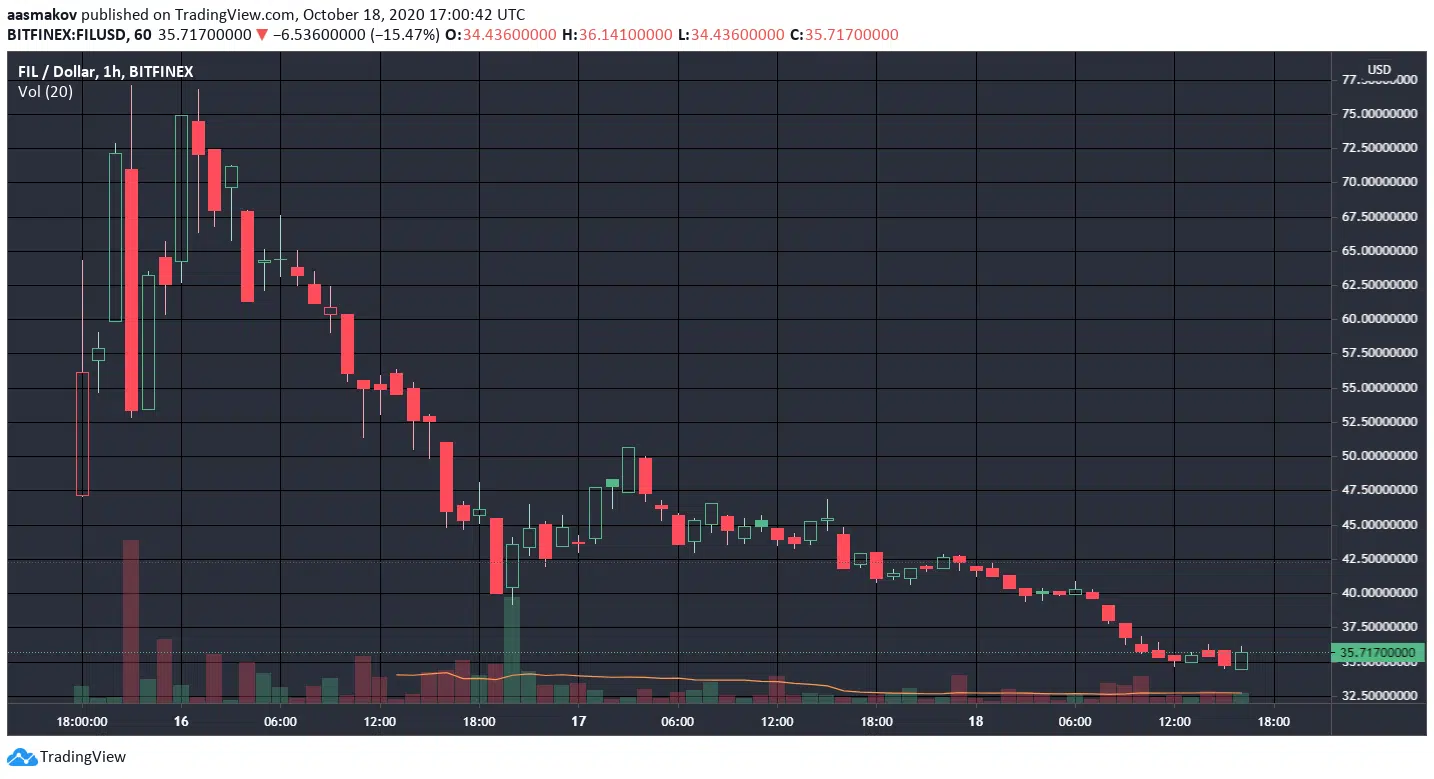 aasmakov published on TradingView.com, October 18, 2020 17:00:42 UTC
BITFINEX:FILUSD, 60 35.71700000 ▼ −6.53600000 (−15.47%) O:34.43600000 H:36.14100000 L:34.43600000 C:35.71700000
FIL / Dollar, 1h, BITFINEX
Vol (20)
USD
75.00000000
72.50000000
70.00000000
67.50000000
65.00000000
62.50000000
60.00000000
57.50000000
55.00000000
52.50000000
50.00000000
47.50000000
45.00000000
42.50000000
40.00000000
37.50000000
35.71700000
35.00000000
32.50000000
18:00:00 16 06:00 12:00 18:00 17 06:00 12:00 18:00 18 06:00 12:00 18:00
TradingView